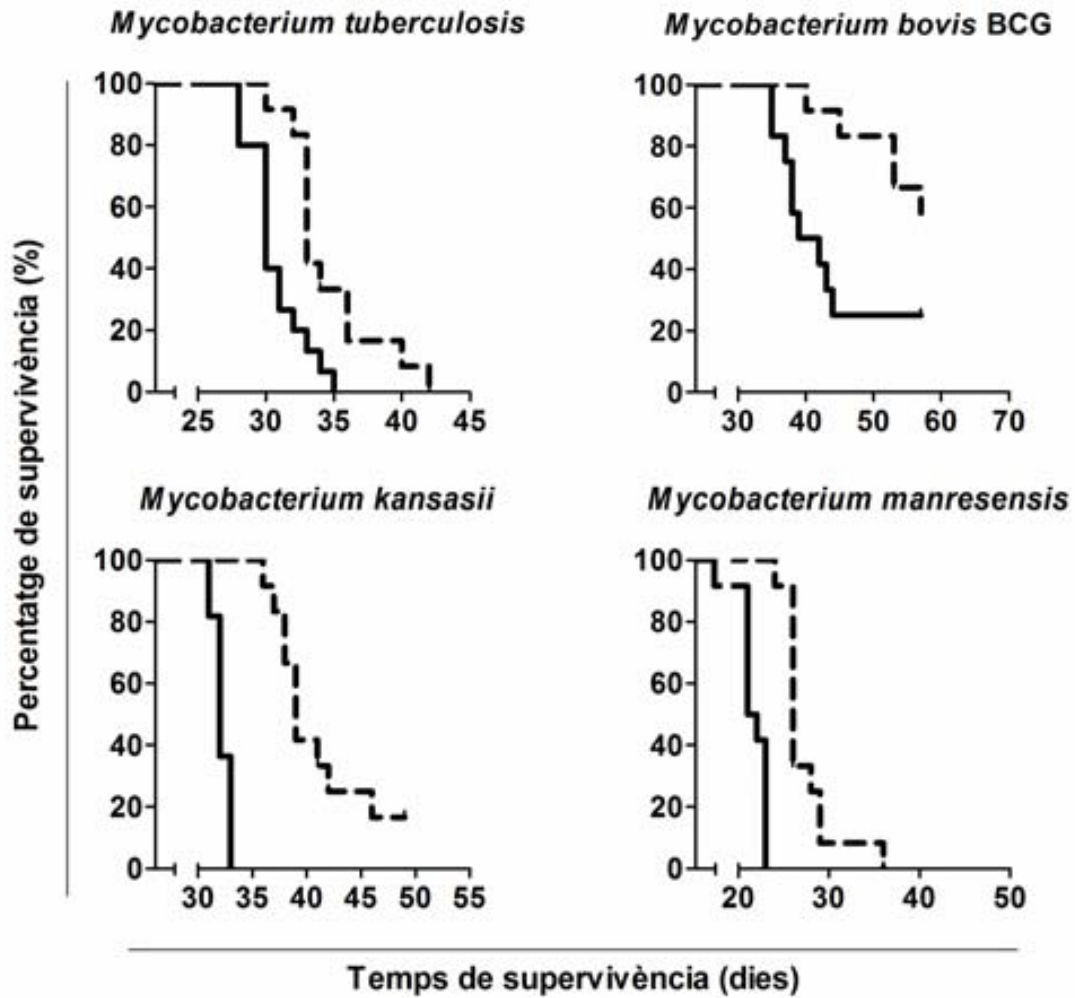 Mycobacterium tuberculosis
Mycobacterium bovis BCG
100
80
60
40
20
0
25 30 35 40 45
100
80
60
40
20
0
30 40 50 60 70
Mycobacterium kansasii
Mycobacterium manresensis
100
80
60
40
20
0
30 35 40 45 50 55
100
80
60
40
20
0
20 30 40 50
Percentatge de supervivència (%)
Temps de supervivència (dies)